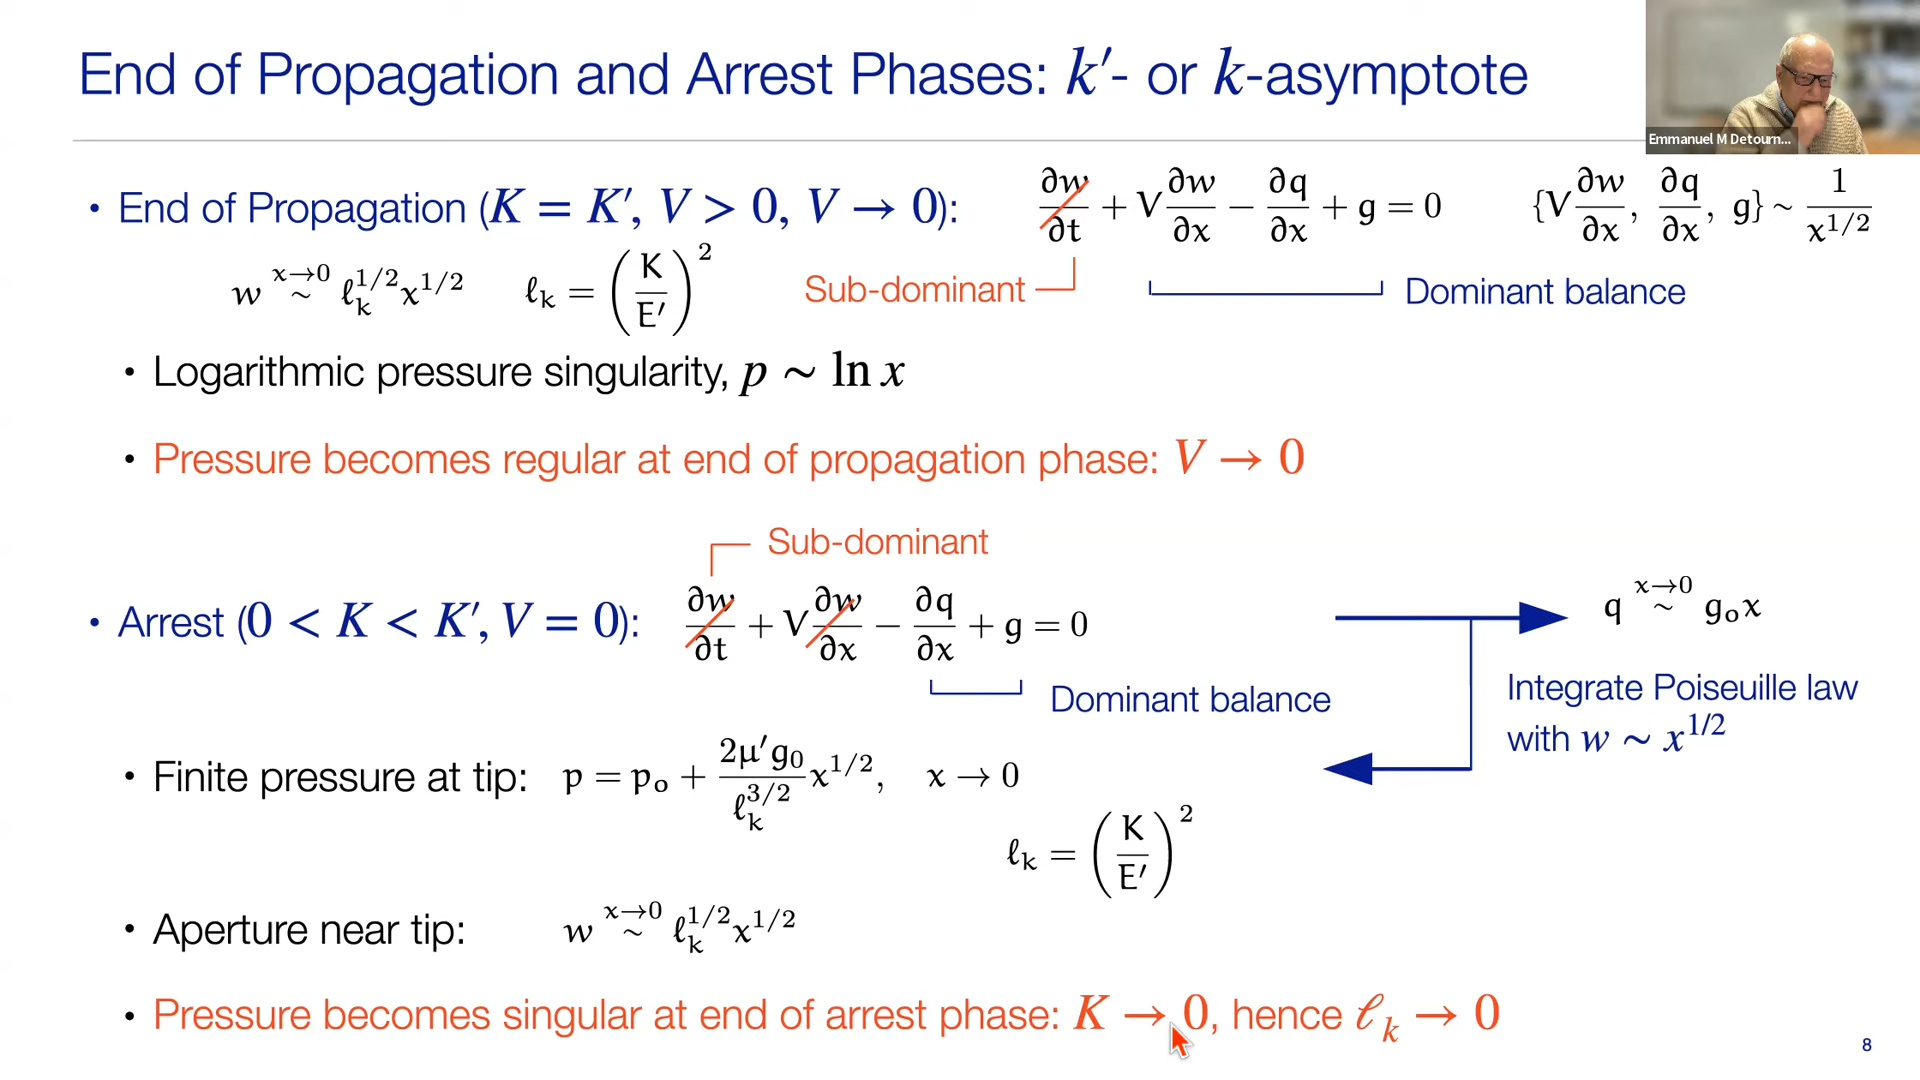 End of Propagation and Arrest Phases: k′- or k-asymptote
Emmanuel M Detourn...
• End of Propagation (K = K′, V > 0, V → 0): ∂w/∂t + V ∂w/∂x − ∂q/∂x + g = 0 {V ∂w/∂x, ∂q/∂x, g} ~ 1/x^{1/2}
w ~^{x→0} ℓ_k^{1/2} x^{1/2} ℓ_k = (K/E′)^2 Sub-dominant Dominant balance
• Logarithmic pressure singularity, p ~ ln x
• Pressure becomes regular at end of propagation phase: V → 0
Sub-dominant
• Arrest (0 < K < K′, V = 0): ∂w/∂t + V ∂w/∂x − ∂q/∂x + g = 0 q ~^{x→0} g_o x
Dominant balance
Integrate Poiseuille law
with w ~ x^{1/2}
• Finite pressure at tip: p = p_o + (2μ′g_0/ℓ_k^{3/2}) x^{1/2}, x → 0
ℓ_k = (K/E′)^2
• Aperture near tip: w ~^{x→0} ℓ_k^{1/2} x^{1/2}
• Pressure becomes singular at end of arrest phase: K → 0, hence ℓ_k → 0
8